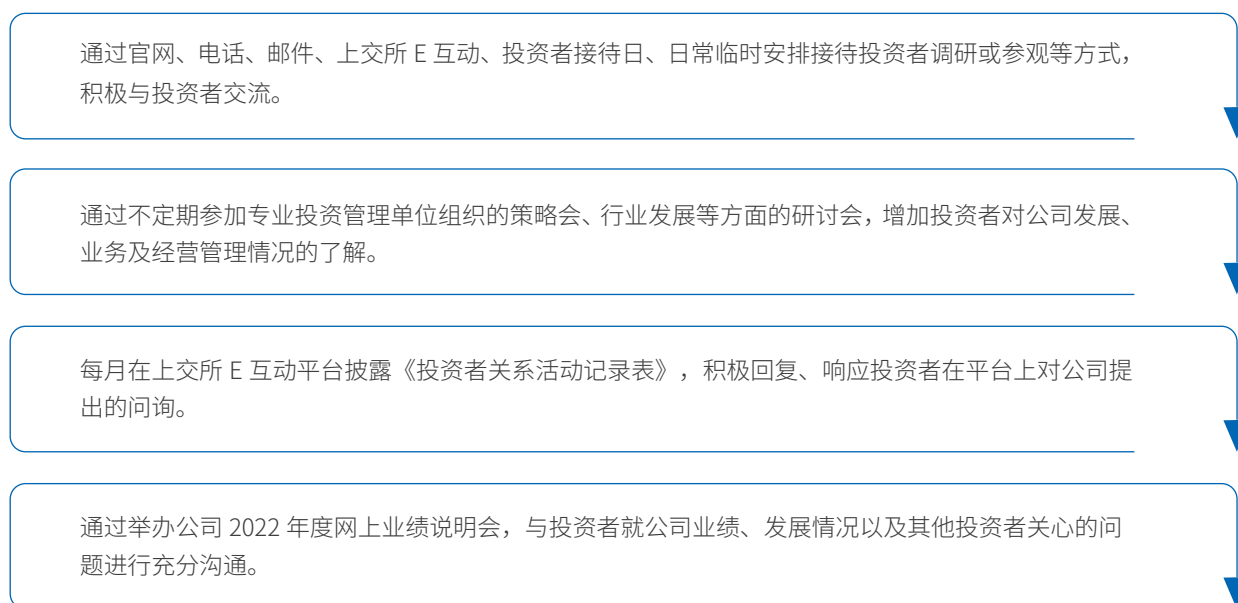 通过官网、电话、邮件、上交所 E 互动、投资者接待日、日常临时安排接待投资者调研或参观等方式，
积极与投资者交流。
通过不定期参加专业投资管理单位组织的策略会、行业发展等方面的研讨会，增加投资者对公司发展、
业务及经营管理情况的了解。
每月在上交所 E 互动平台披露《投资者关系活动记录表》，积极回复、响应投资者在平台上对公司提
出的问询。
通过举办公司 2022 年度网上业绩说明会，与投资者就公司业绩、发展情况以及其他投资者关心的问
题进行充分沟通。